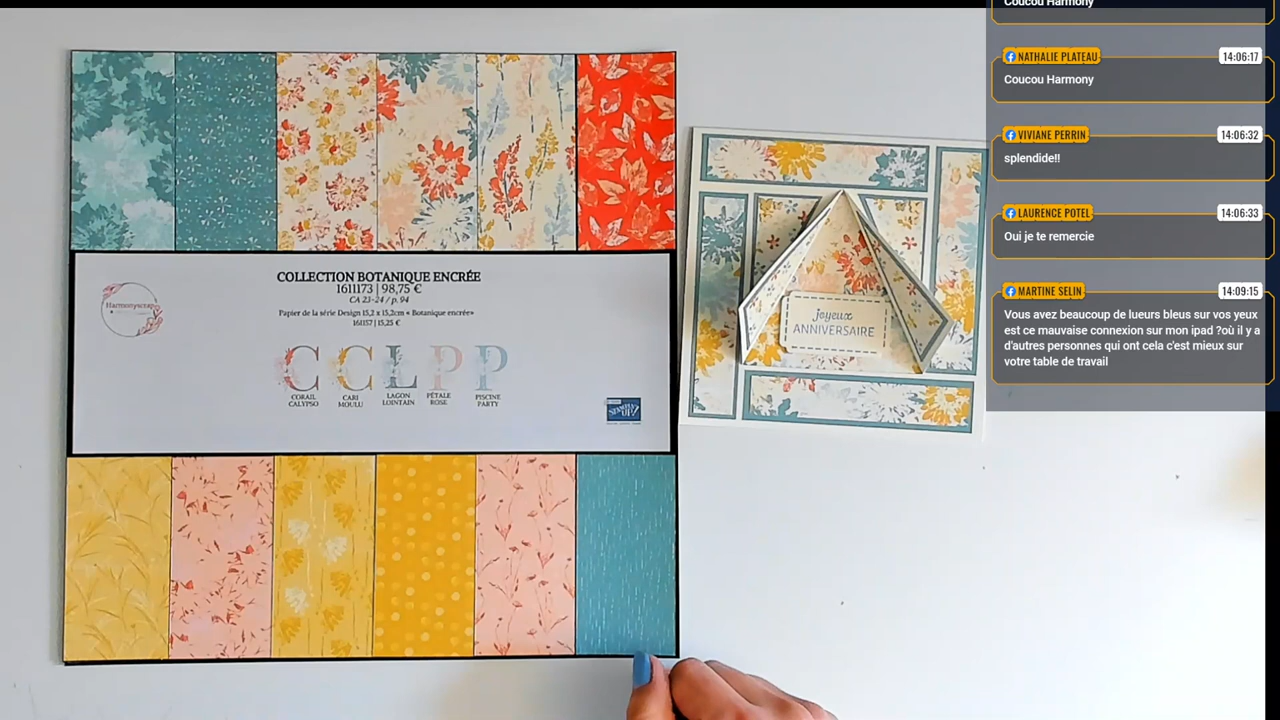 Coucou Harmony
NATHALIE PLATEAU
14:06:17
Coucou Harmony
VIVIANE PERRIN
14:06:32
splendide!!
LAURENCE POTEL
14:06:33
Oui je te remercie
MARTINE SELIN
14:09:15
Vous avez beaucoup de lueurs bleus sur vos yeux
est ce mauvaise connexion sur mon ipad ?où il y a
d'autres personnes qui ont cela c'est mieux sur
votre table de travail
COLLECTION BOTANIQUE ENCRÉE
1611173 | 98,75 €
CA 23-24 / p. 94
Papier de la série Design 15,2 x 15,2cm « Botanique encrée»
161157 | 15,25 €
Harmonyscrap
C C L P P
CORAIL
CALYPSO
CARI
MOULU
LAGON
LOINTAIN
PÉTALE
ROSE
PISCINE
PARTY
STAMPIN'
UP!
Joyeux
ANNIVERSAIRE